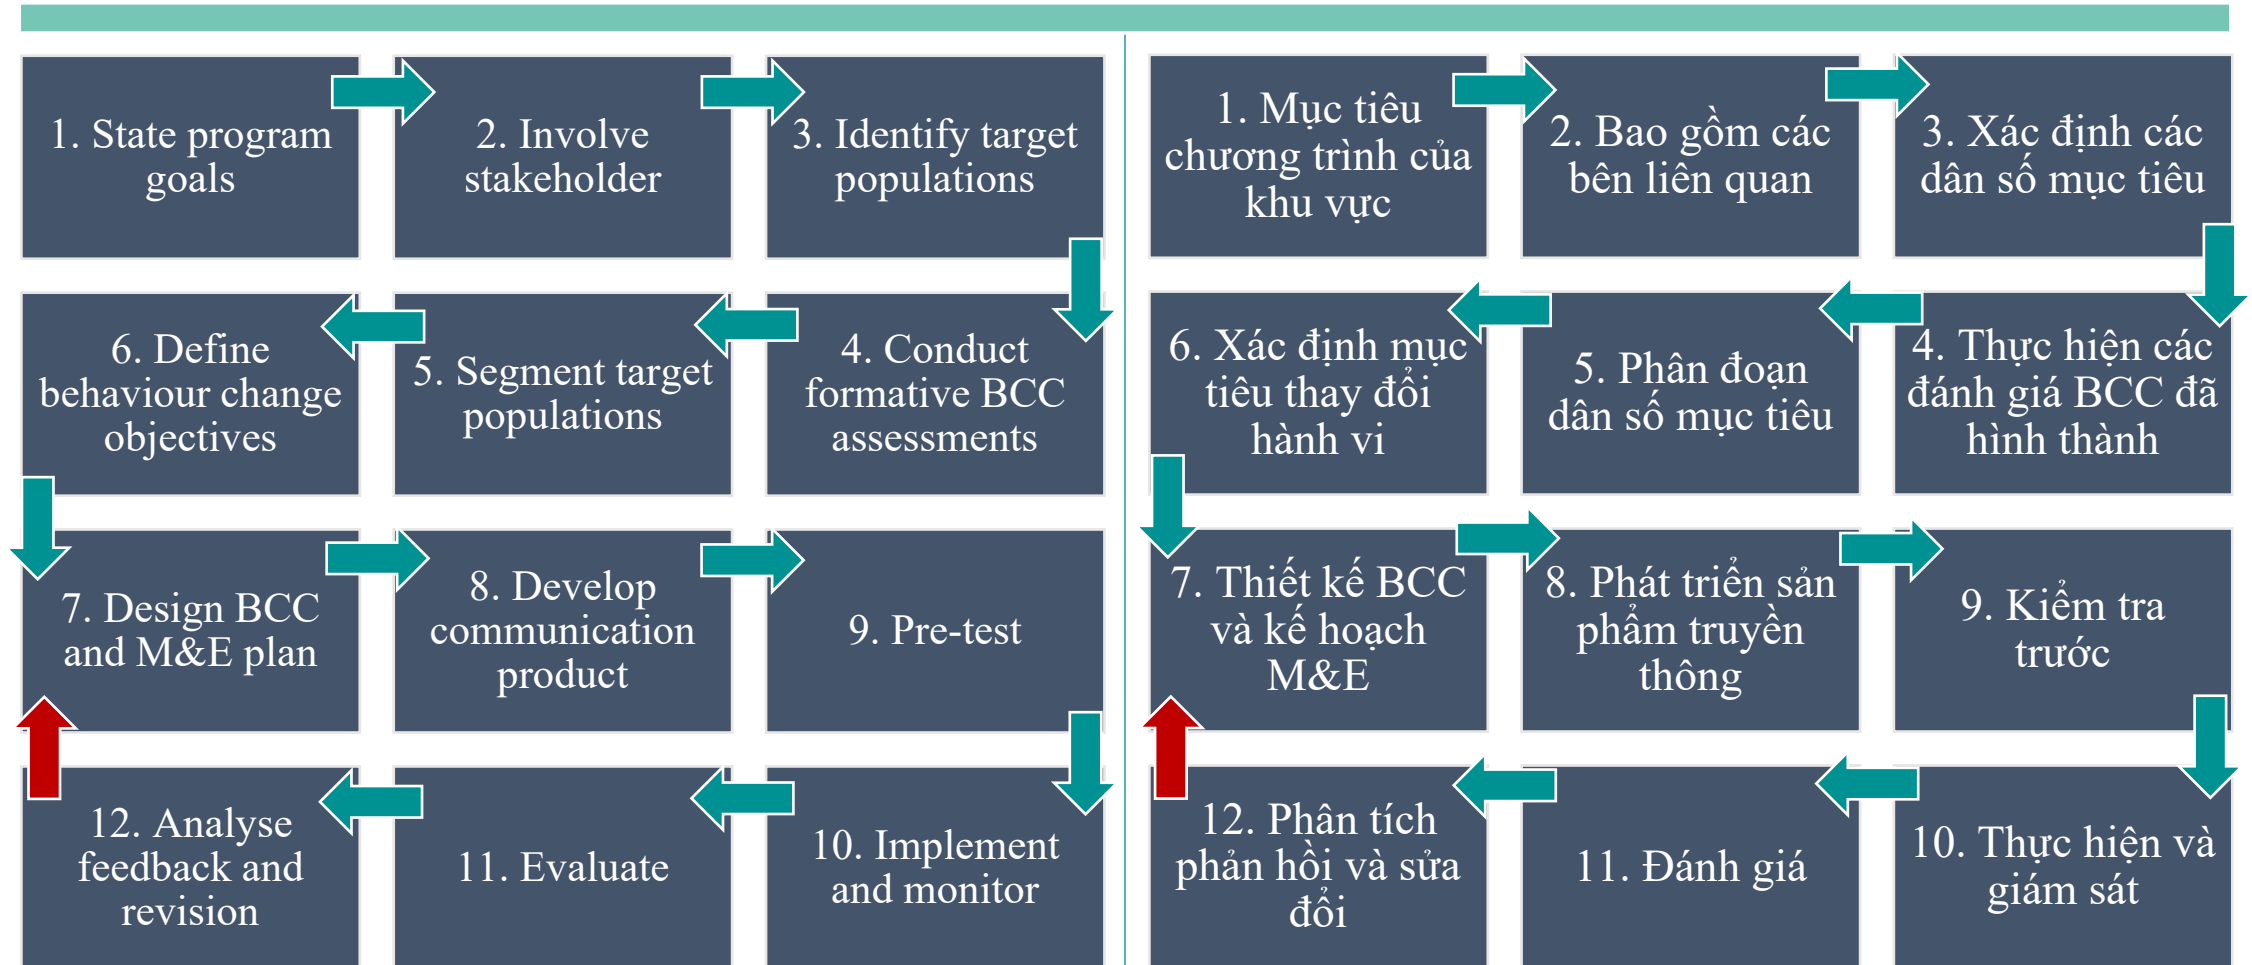 1. State program
goals
2. Involve
stakeholder
3. Identify target
populations
4. Conduct
formative BCC
assessments
5. Segment target
populations
6. Define
behaviour change
objectives
7. Design BCC
and M&E plan
8. Develop
communication
product
9. Pre-test
10. Implement
and monitor
11. Evaluate
12. Analyse
feedback and
revision
1. Mục tiêu
chương trình của
khu vực
2. Bao gồm các
bên liên quan
3. Xác định các
dân số mục tiêu
4. Thực hiện các
đánh giá BCC đã
hình thành
5. Phân đoạn
dân số mục tiêu
6. Xác định mục
tiêu thay đổi
hành vi
7. Thiết kế BCC
và kế hoạch
M&E
8. Phát triển sản
phẩm truyền
thông
9. Kiểm tra
trước
10. Thực hiện và
giám sát
11. Đánh giá
12. Phân tích
phản hồi và sửa
đổi